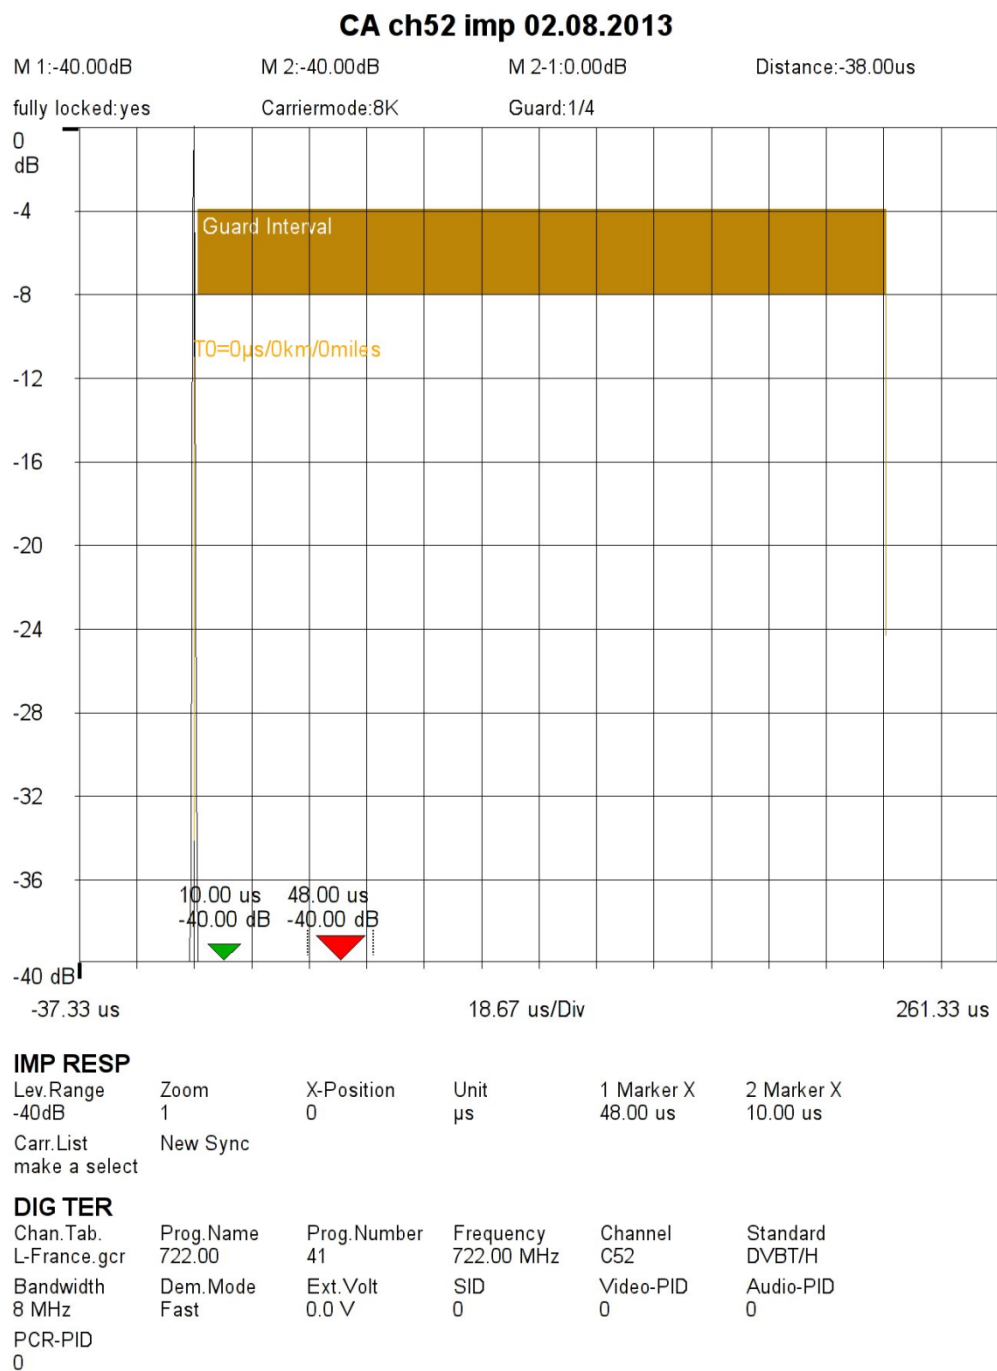 CA ch52 imp 02.08.2013
M 1:-40.00dB M 2:-40.00dB M 2-1:0.00dB Distance:-38.00us
fully locked:yes Carriermode:8K Guard:1/4
0
dB
-4
Guard Interval
-8
T0=0µs/0km/0miles
-12
-16
-20
-24
-28
-32
-36
10.00 us 48.00 us
-40.00 dB -40.00 dB
-40 dB
-37.33 us 18.67 us/Div 261.33 us
IMP RESP
Lev.Range Zoom X-Position Unit 1 Marker X 2 Marker X
-40dB 1 0 µs 48.00 us 10.00 us
Carr.List New Sync
make a select
DIG TER
Chan.Tab. Prog.Name Prog.Number Frequency Channel Standard
L-France.gcr 722.00 41 722.00 MHz C52 DVBT/H
Bandwidth Dem.Mode Ext.Volt SID Video-PID Audio-PID
8 MHz Fast 0.0 V 0 0 0
PCR-PID
0